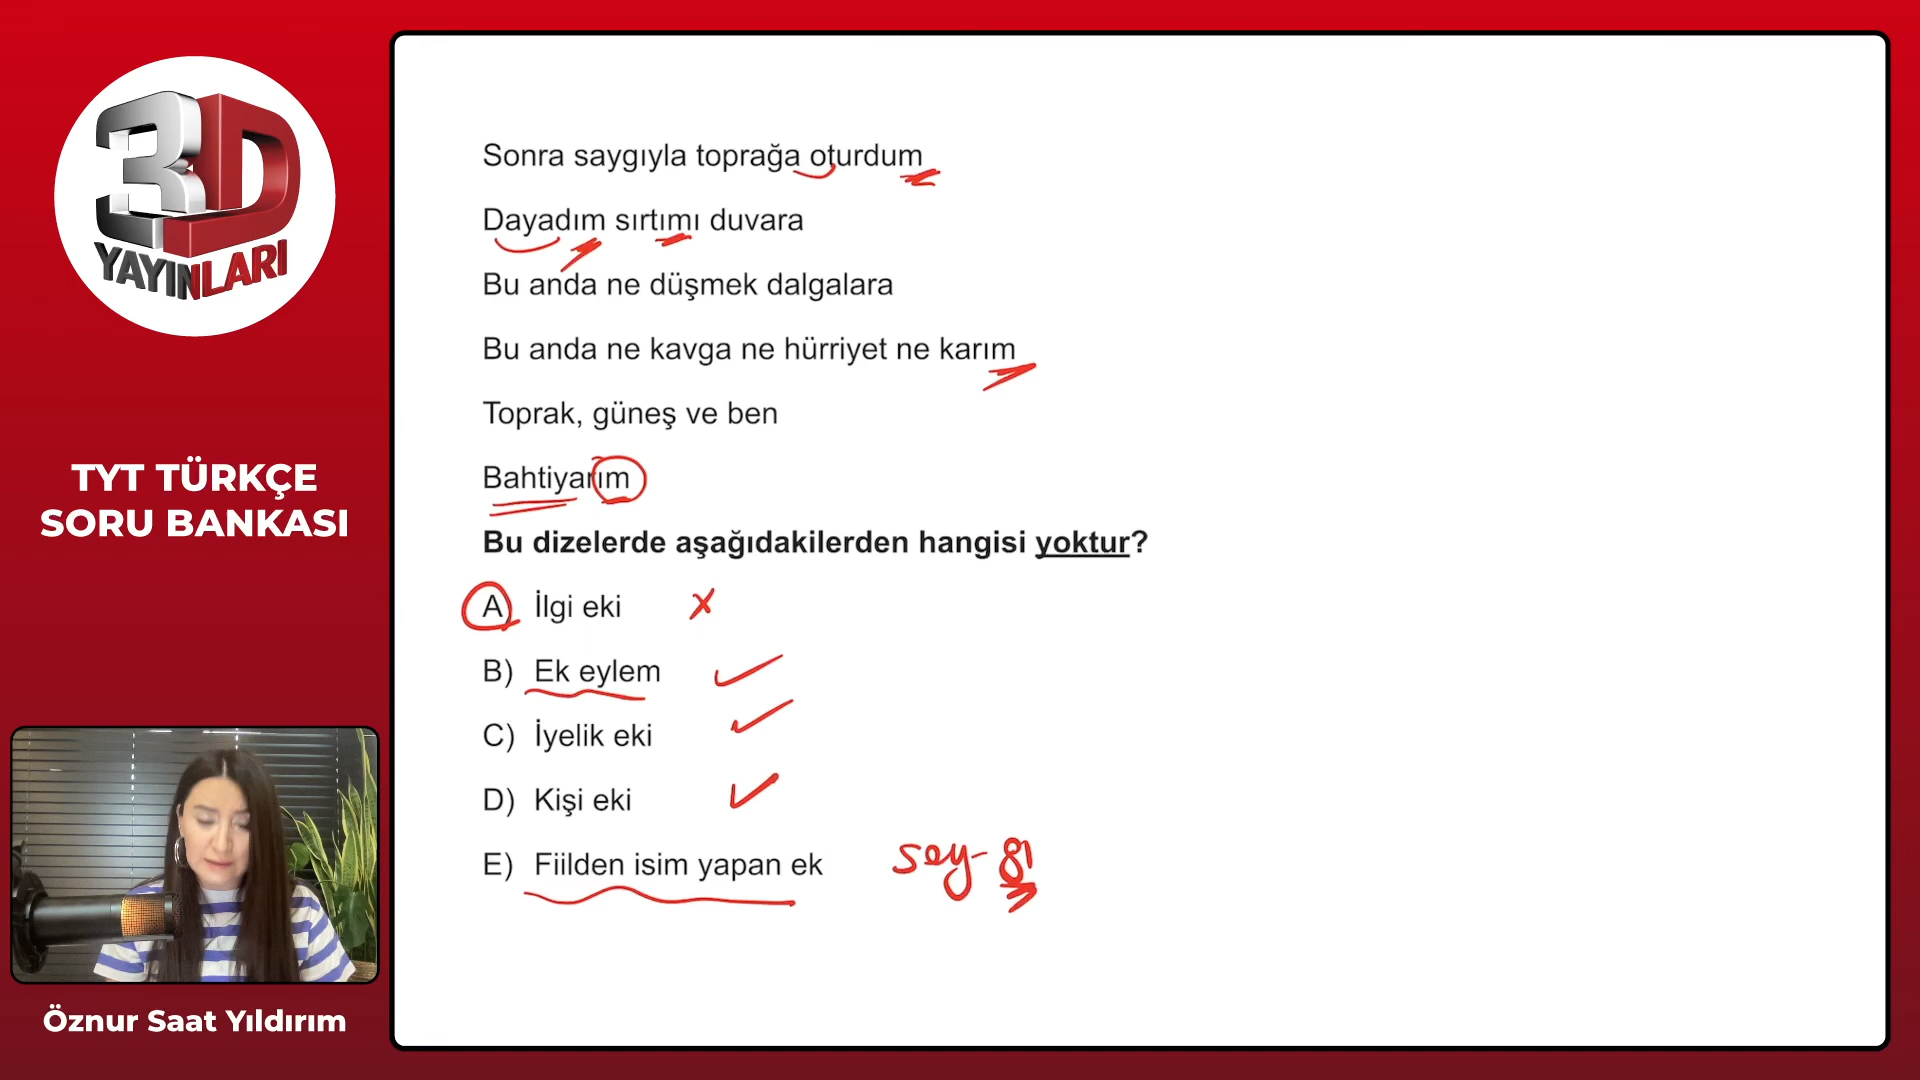 3D
YAYINLARI
TYT TÜRKÇE
SORU BANKASI
Öznur Saat Yıldırım
Sonra saygıyla toprağa oturdum
Dayadım sırtımı duvara
Bu anda ne düşmek dalgalara
Bu anda ne kavga ne hürriyet ne karım
Toprak, güneş ve ben
Bahtiyarım
Bu dizelerde aşağıdakilerden hangisi yoktur?
A) İlgi eki
B) Ek eylem
C) İyelik eki
D) Kişi eki
E) Fiilden isim yapan ek say-gı